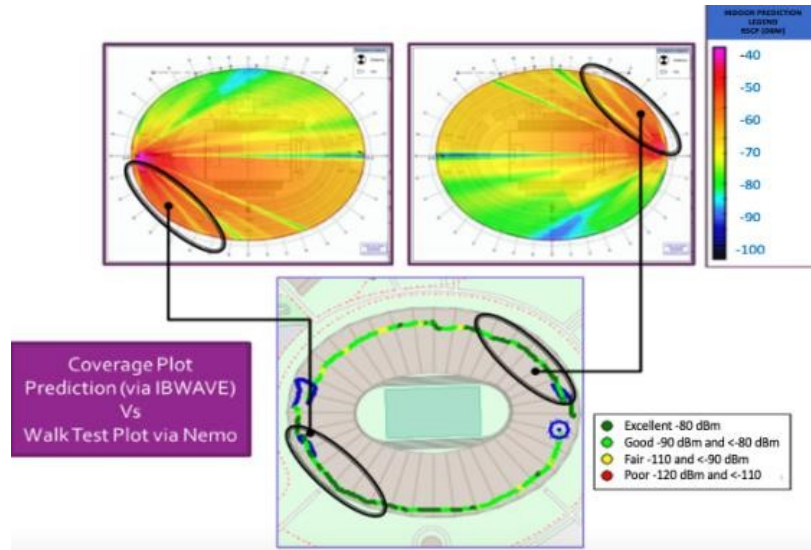 INDOOR PREDICTION
LEGEND
RSCP (DBM)
-40
-50
-60
-70
-80
-90
-100
Coverage Plot
Prediction (via IBWAVE)
Vs
Walk Test Plot via Nemo
Excellent -80 dBm
Good -90 dBm and <-80 dBm
Fair -110 and <-90 dBm
Poor -120 dBm and <-110